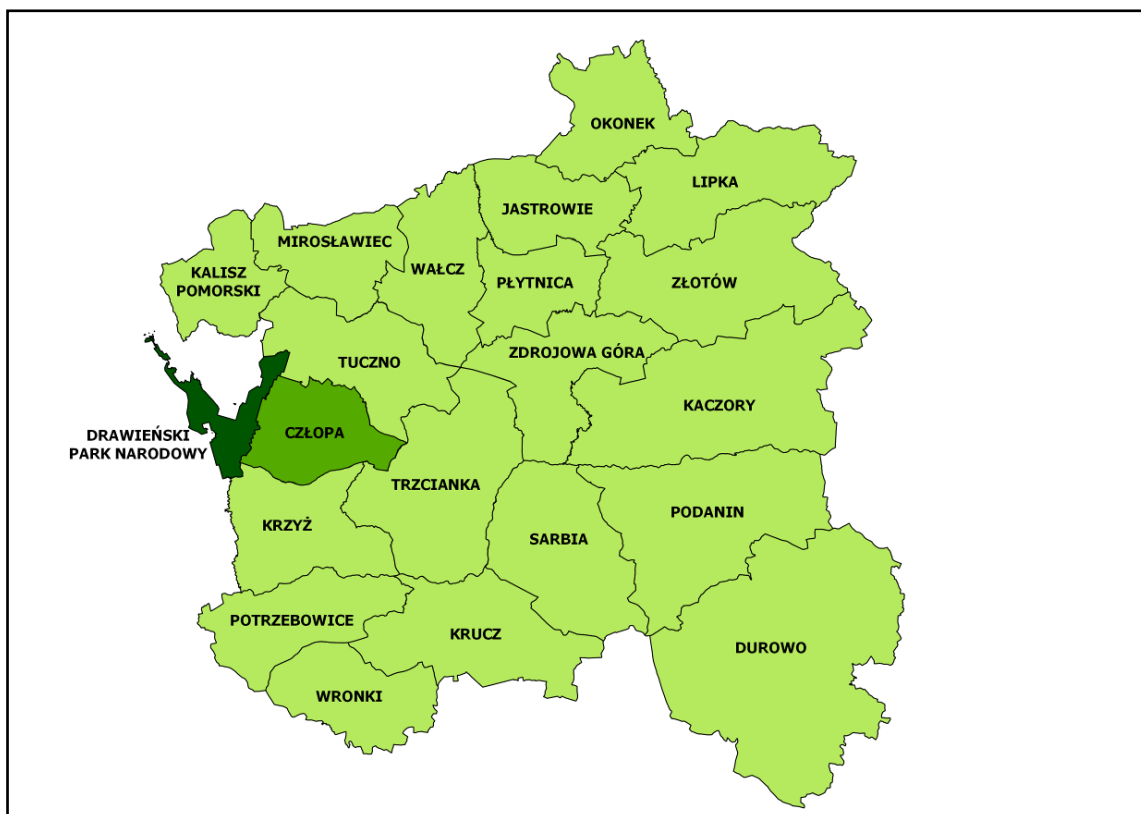 OKONEK
LIPKA
JASTROWIE
MIROSŁAWIEC
WAŁCZ
KALISZ
POMORSKI
PŁYTNICA
ZŁOTÓW
ZDROJOWA GÓRA
TUCZNO
KACZORY
CZŁOPA
DRAWIEŃSKI
PARK NARODOWY
TRZCIANKA
PODANIN
KRZYŻ
SARBIA
POTRZEBOWICE
KRUCZ
DUROWO
WRONKI